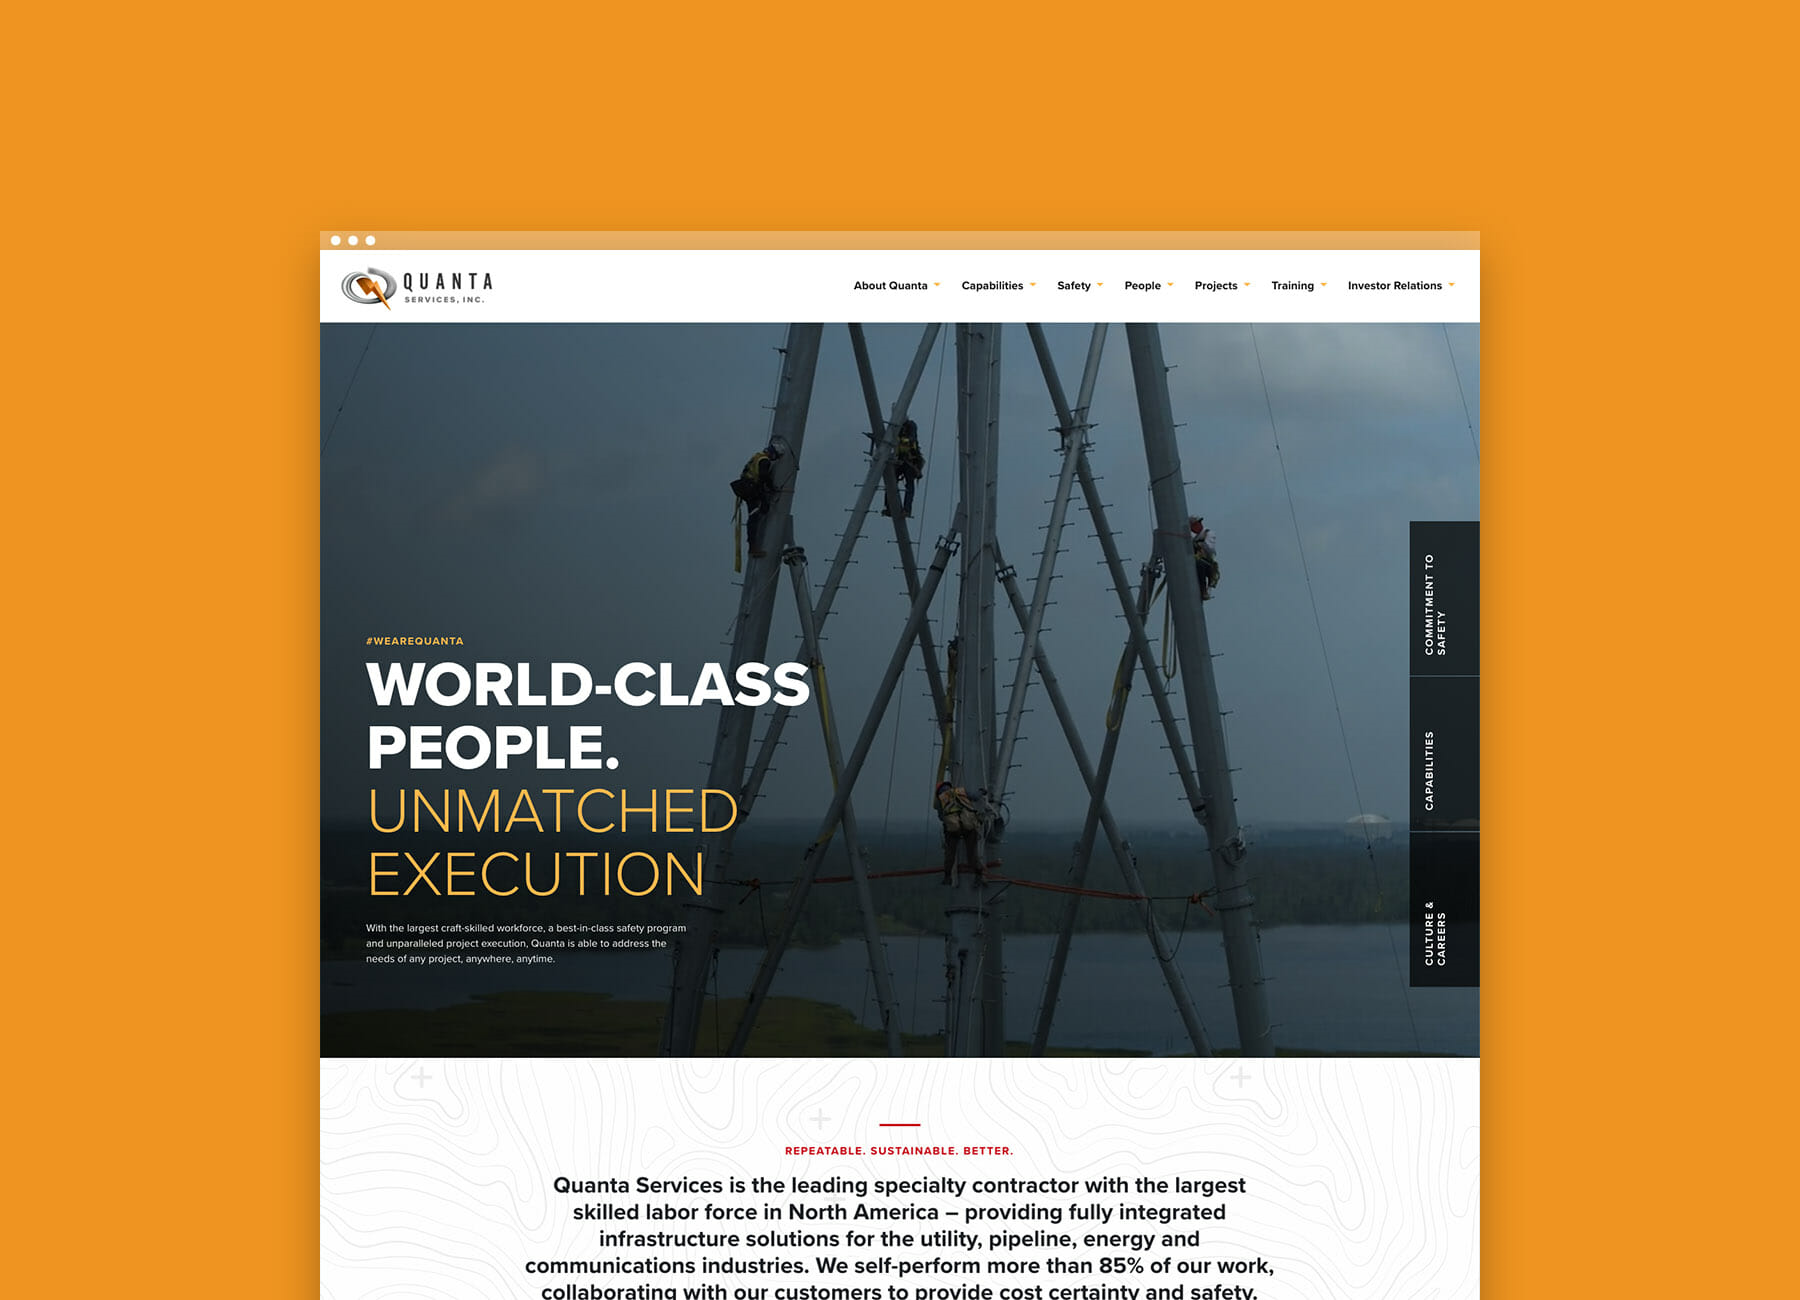 QUANTA
SERVICES, INC.
About Quanta Capabilities Safety People Projects Training Investor Relations
#WEAREQUANTA
WORLD-CLASS
PEOPLE.
UNMATCHED
EXECUTION
With the largest craft-skilled workforce, a best-in-class safety program
and unparalleled project execution, Quanta is able to address the
needs of any project, anywhere, anytime.
COMMITMENT TO
SAFETY
CAPABILITIES
CULTURE &
CAREERS
REPEATABLE. SUSTAINABLE. BETTER.
Quanta Services is the leading specialty contractor with the largest
skilled labor force in North America – providing fully integrated
infrastructure solutions for the utility, pipeline, energy and
communications industries. We self-perform more than 85% of our work,
collaborating with our customers to provide cost certainty and safety.